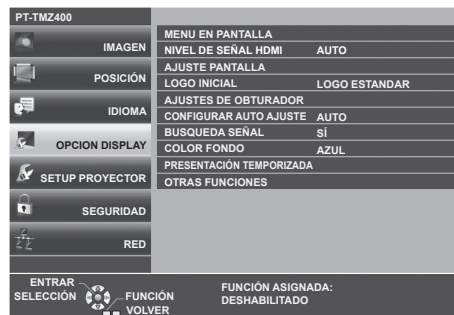 PT-TMZ400
IMAGEN
POSICIÓN
IDIOMA
OPCION DISPLAY
SETUP PROYECTOR
SEGURIDAD
RED
MENU EN PANTALLA
NIVEL DE SEÑAL HDMI AUTO
AJUSTE PANTALLA
LOGO INICIAL LOGO ESTANDAR
AJUSTES DE OBTURADOR
CONFIGURAR AUTO AJUSTE AUTO
BUSQUEDA SEÑAL SÍ
COLOR FONDO AZUL
PRESENTACIÓN TEMPORIZADA
OTRAS FUNCIONES
ENTRAR
SELECCIÓN
FUNCIÓN
VOLVER
FUNCIÓN ASIGNADA:
DESHABILITADO